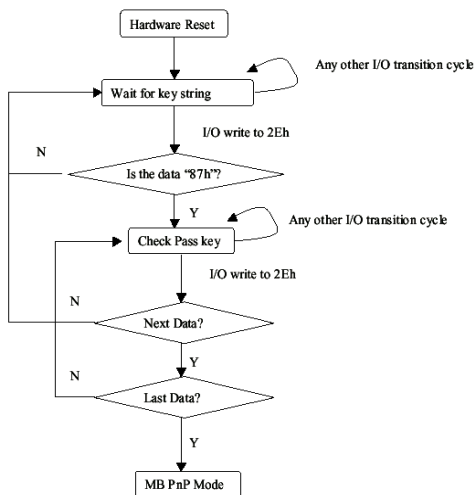 Hardware Reset
Any other I/O transition cycle
Wait for key string
I/O write to 2Eh
N
Is the data "87h"?
Y
Any other I/O transition cycle
Check Pass key
I/O write to 2Eh
N
Next Data?
Y
N
Last Data?
Y
MB PnP Mode